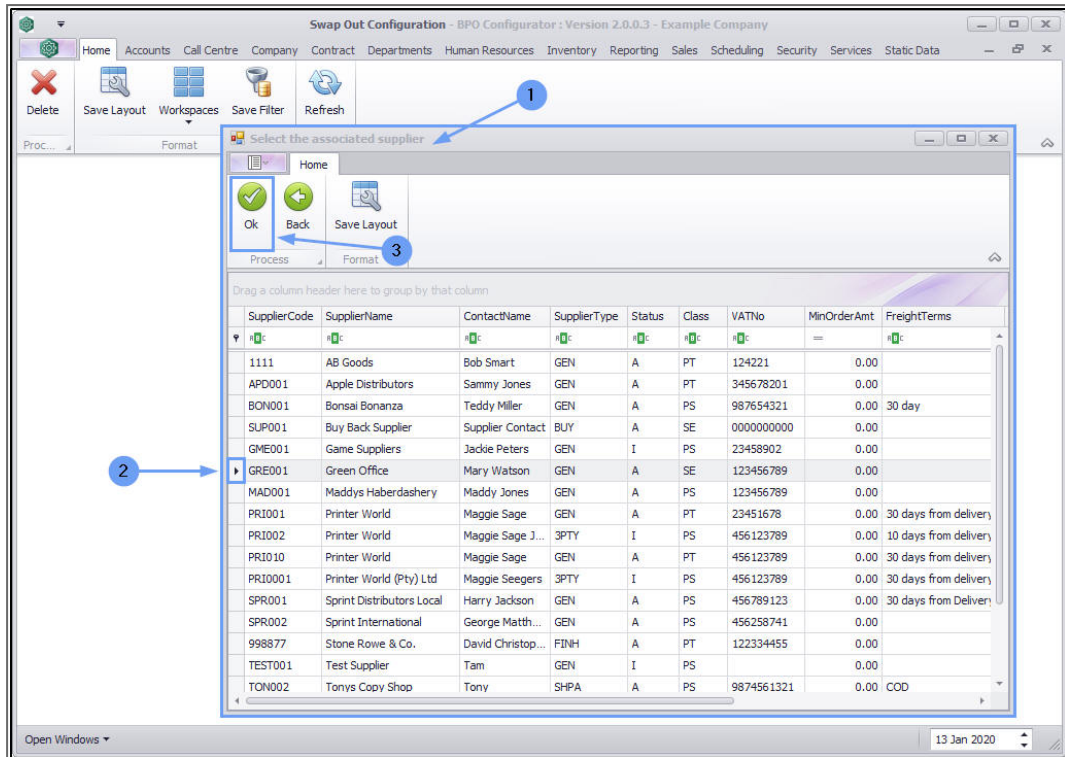 Swap Out Configuration - BPO Configurator : Version 2.0.0.3 - Example Company
Home Accounts Call Centre Company Contract Departments Human Resources Inventory Reporting Sales Scheduling Security Services Static Data
Delete Save Layout Workspaces Save Filter Refresh
Proc... Format
1
Select the associated supplier
Home
Ok Back Save Layout
3
Process Format
Drag a column header here to group by that column
SupplierCode SupplierName ContactName SupplierType Status Class VATNo MinOrderAmt FreightTerms
1111 AB Goods Bob Smart GEN A PT 124221 0.00
APD001 Apple Distributors Sammy Jones GEN A PT 345678201 0.00
BON001 Bonsai Bonanza Teddy Miller GEN A PS 987654321 0.00 30 day
SUP001 Buy Back Supplier Supplier Contact BUY A SE 0000000000 0.00
GME001 Game Suppliers Jackie Peters GEN I PS 23458902 0.00
2
GRE001 Green Office Mary Watson GEN A SE 123456789 0.00
MAD001 Maddys Haberdashery Maddy Jones GEN A PS 123456789 0.00
PRI001 Printer World Maggie Sage GEN A PT 23451678 0.00 30 days from delivery
PRI002 Printer World Maggie Sage J... 3PTY I PS 456123789 0.00 10 days from delivery
PRI010 Printer World Maggie Sage GEN A PT 456123789 0.00 30 days from delivery
PRI0001 Printer World (Pty) Ltd Maggie Seegers 3PTY I PS 456123789 0.00 30 days from delivery
SPR001 Sprint Distributors Local Harry Jackson GEN A PS 456789123 0.00 30 days from Delivery
SPR002 Sprint International George Matth... GEN A PS 456258741 0.00
998877 Stone Rowe & Co. David Christop... FINH A PT 122334455 0.00
TEST001 Test Supplier Tam GEN I PS 0.00
TON002 Tonys Copy Shop Tony SHPA A PS 9874561321 0.00 COD
Open Windows 13 Jan 2020